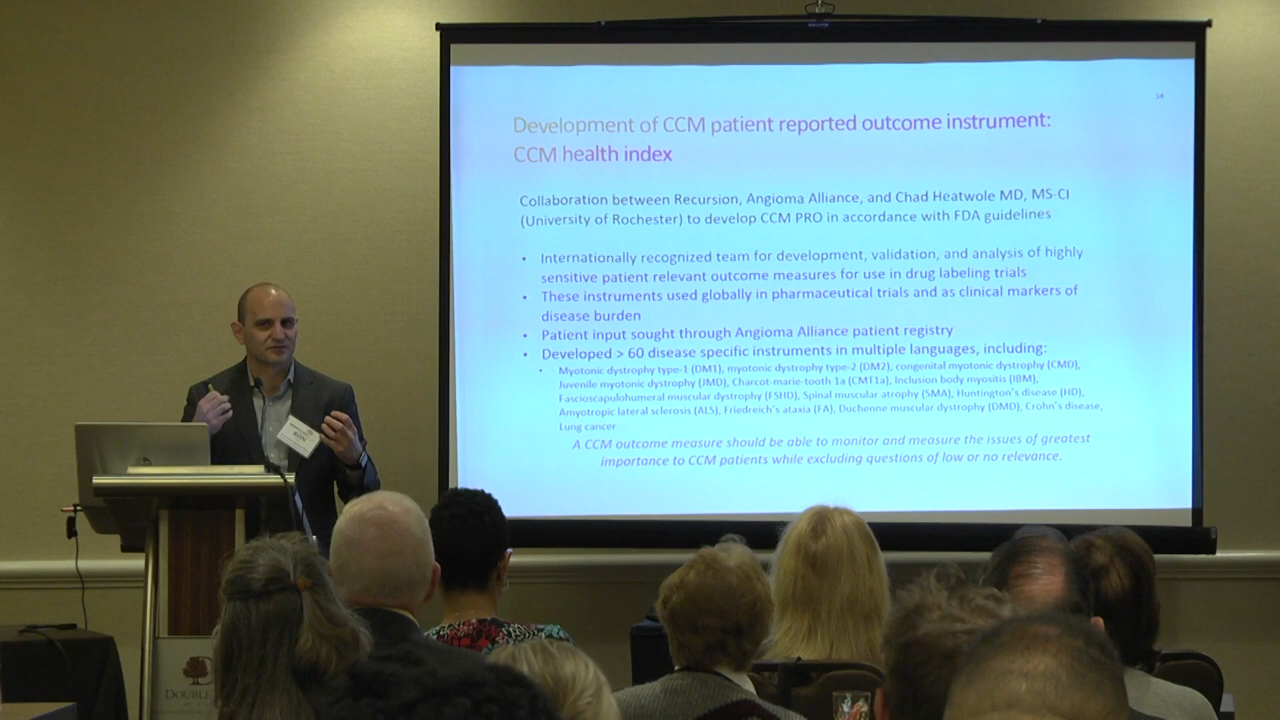 14
Development of CCM patient reported outcome instrument:
CCM health index
Collaboration between Recursion, Angioma Alliance, and Chad Heatwole MD, MS-CI
(University of Rochester) to develop CCM PRO in accordance with FDA guidelines
• Internationally recognized team for development, validation, and analysis of highly
sensitive patient relevant outcome measures for use in drug labeling trials
• These instruments used globally in pharmaceutical trials and as clinical markers of
disease burden
• Patient input sought through Angioma Alliance patient registry
• Developed > 60 disease specific instruments in multiple languages, including:
• Myotonic dystrophy type-1 (DM1), myotonic dystrophy type-2 (DM2), congenital myotonic dystrophy (CMD),
Juvenile myotonic dystrophy (JMD), Charcot-marie-tooth 1a (CMT1a), Inclusion body myositis (IBM),
Fascioscapulohumeral muscular dystrophy (FSHD), Spinal muscular atrophy (SMA), Huntington's disease (HD),
Amyotropic lateral sclerosis (ALS), Friedreich's ataxia (FA), Duchenne muscular dystrophy (DMD), Crohn's disease,
Lung cancer
A CCM outcome measure should be able to monitor and measure the issues of greatest
importance to CCM patients while excluding questions of low or no relevance.
DOUBLE